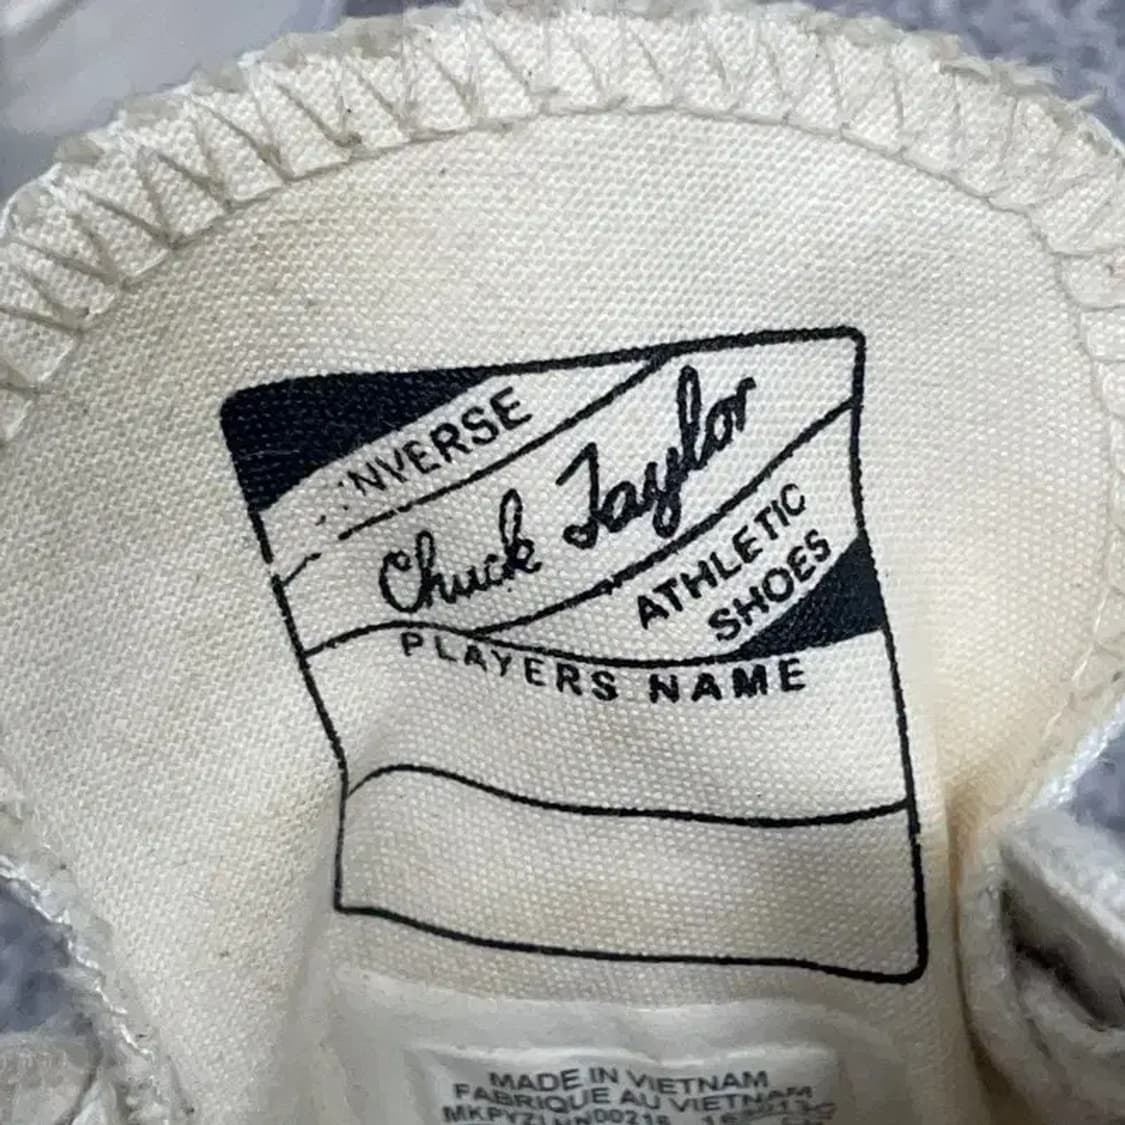 NVERSE
Chuck Taylor
ATHLETIC
SHOES
PLAYERS NAME
MADE IN VIETNAM
FABRIQUE AU VIETNAM